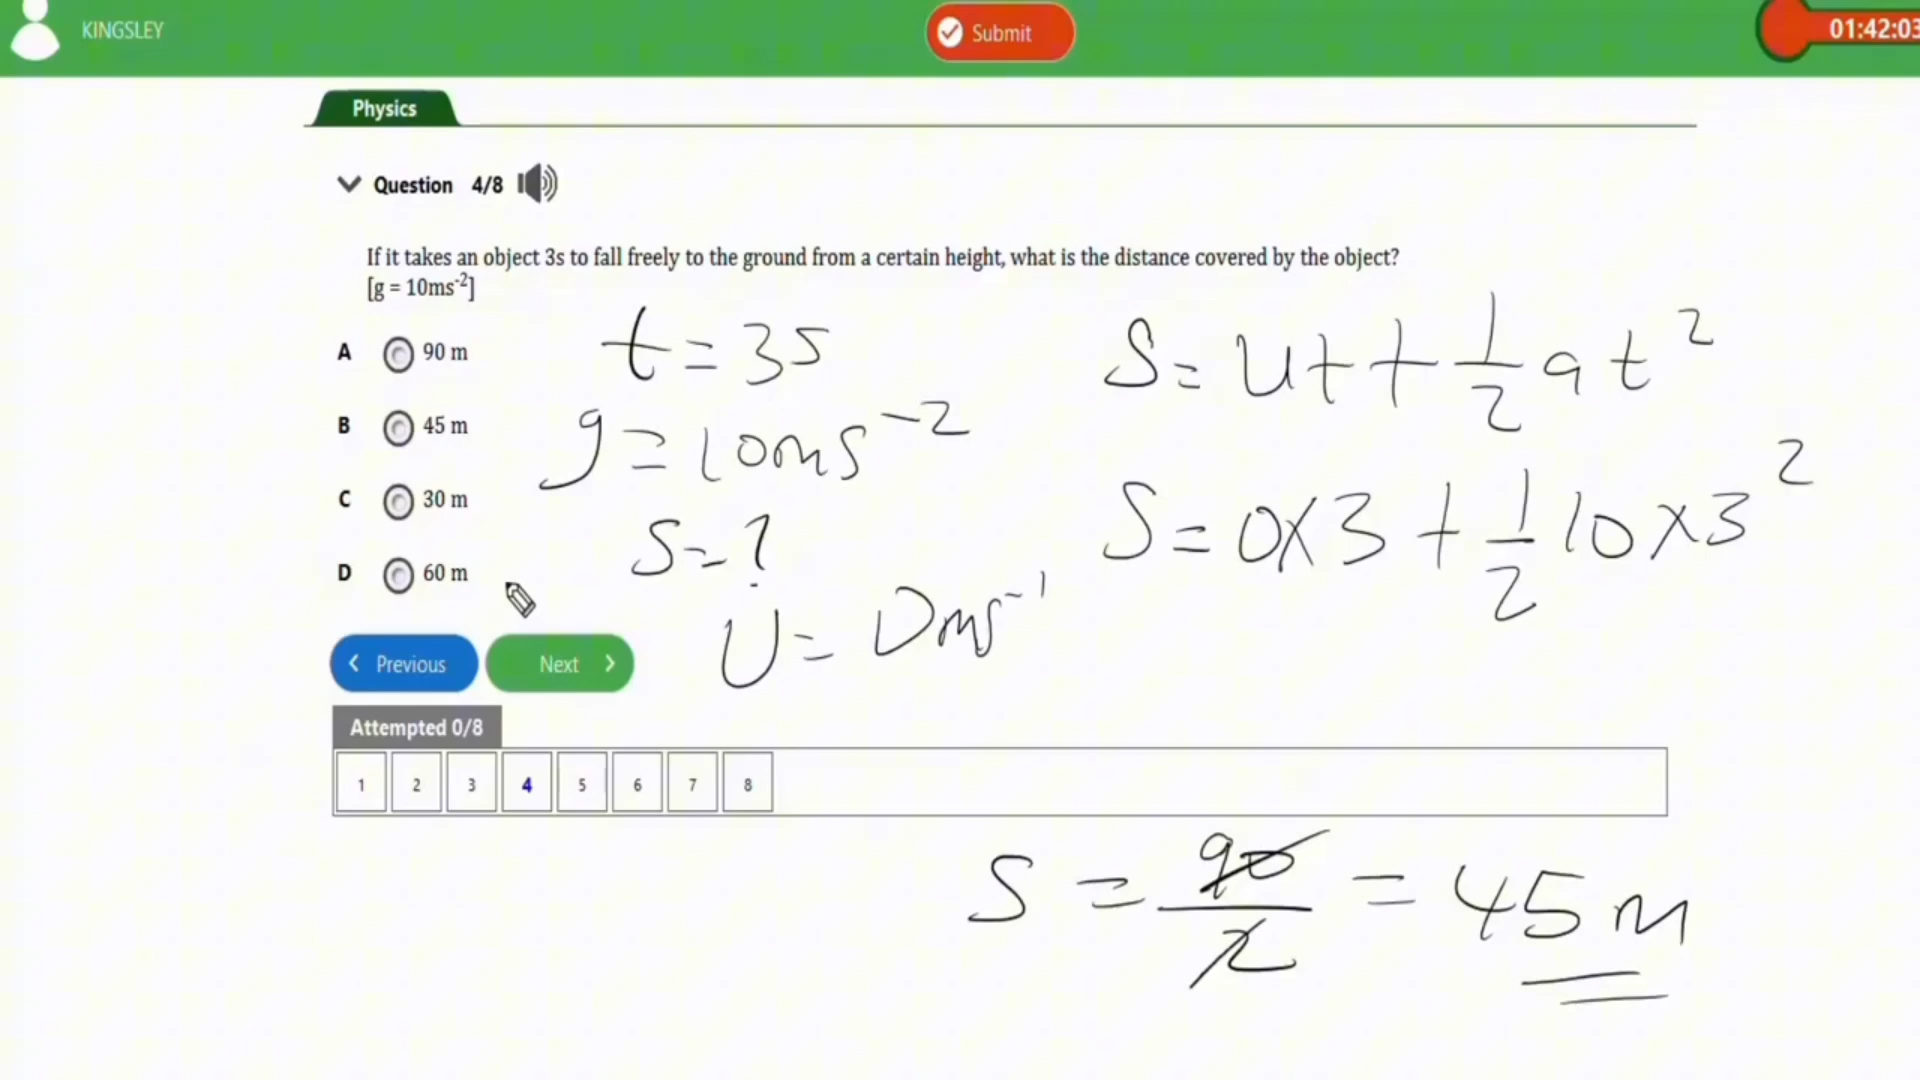 KINGSLEY
Submit
01:42:03
Physics
Question 4/8
If it takes an object 3s to fall freely to the ground from a certain height, what is the distance covered by the object?
[g = 10ms⁻²]
A 90 m
B 45 m
C 30 m
D 60 m
t = 3s
g = 10ms⁻²
S = ?
U = 0ms⁻¹
S = ut + 1/2 at²
S = 0x3 + 1/2 10x3²
Previous
Next
Attempted 0/8
1 2 3 4 5 6 7 8
S = 90/2 = 45m